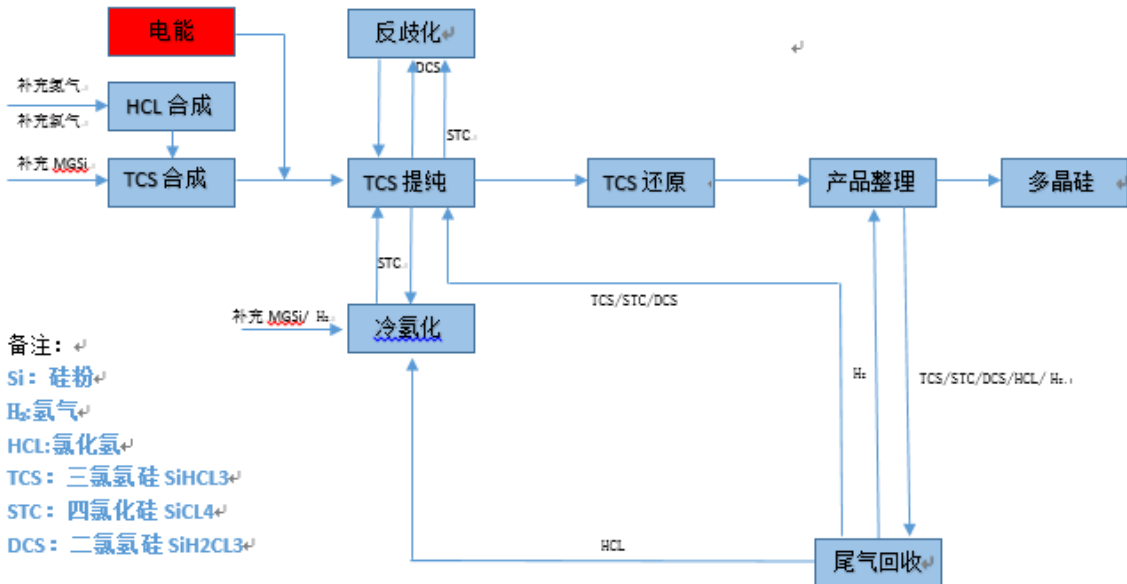 电能
反歧化
补充氢气
HCL 合成
DCS
补充氯气
STC
补充 MGSi
TCS 合成
TCS 提纯
TCS 还原
产品整理
多晶硅
STC
TCS/STC/DCS
补充 MGSi/ H₂
冷氢化
备注：
H₂
TCS/STC/DCS/HCL/ H₂
Si：硅粉
H₂:氢气
HCL:氯化氢
TCS：三氯氢硅 SiHCL3
STC：四氯化硅 SiCL4
DCS：二氯氢硅 SiH2CL3
HCL
尾气回收